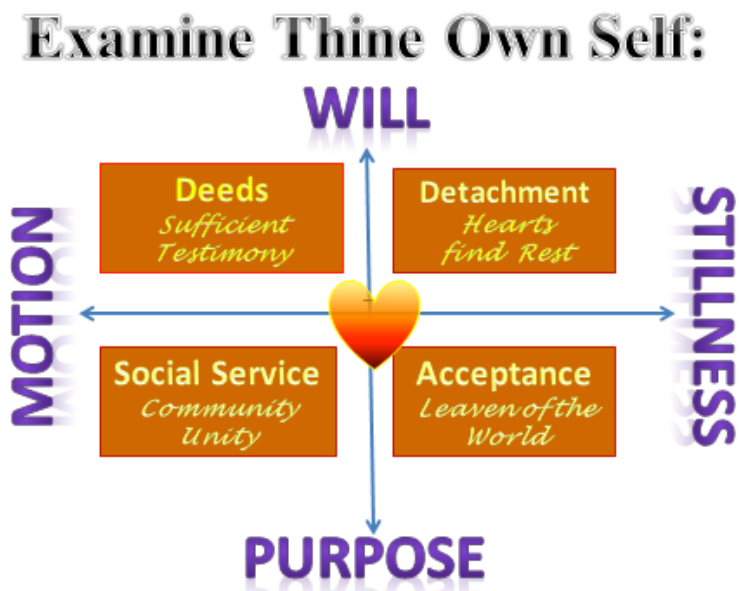 Examine Thine Own Self:
WILL
MOTION
Deeds
Sufficient
Testimony
Detachment
Hearts
find Rest
STILLNESS
Social Service
Community
Unity
Acceptance
Leaven of the
World
PURPOSE